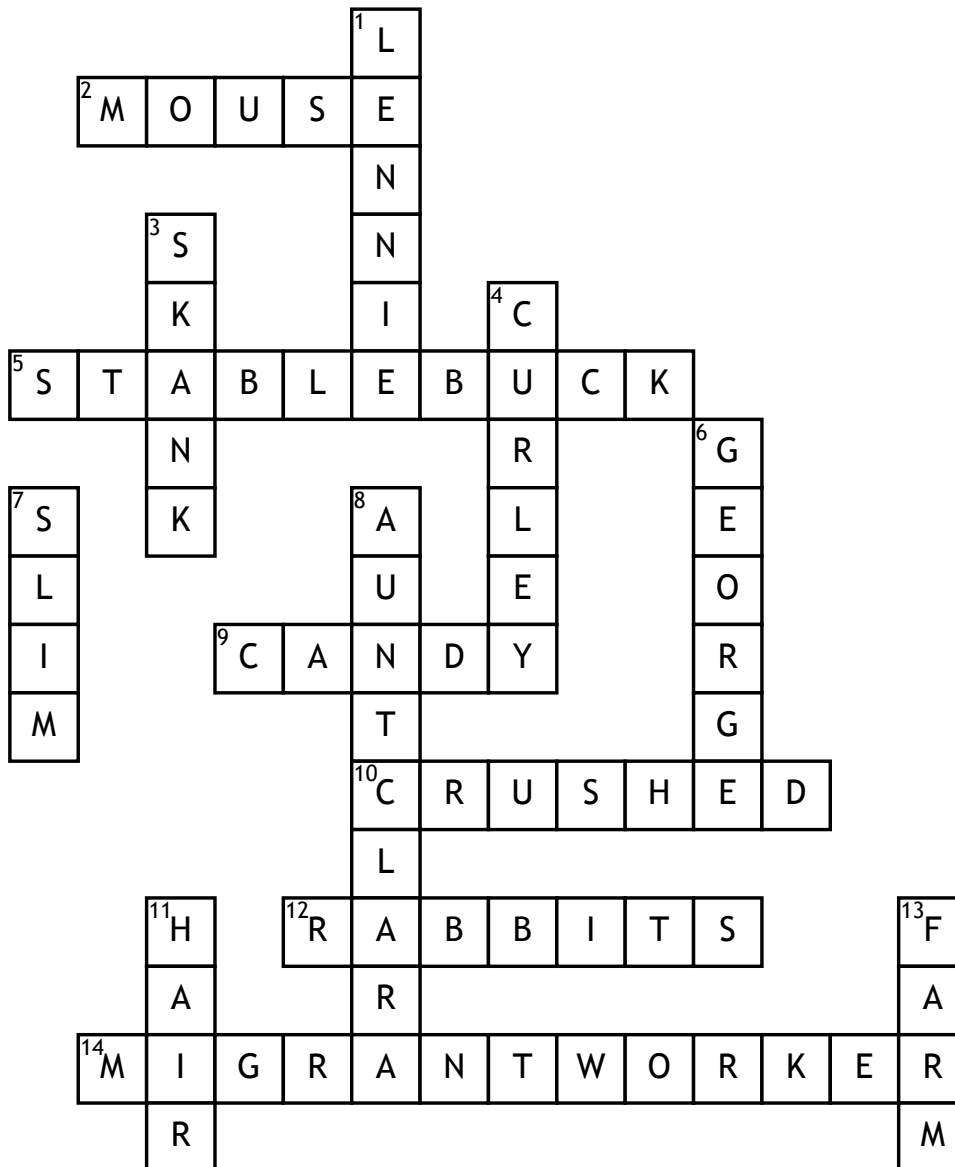 1 L
2 M O U S E
N
3 S N
K I 4 C
5 S T A B L E B U C K
N R 6 G
7 S K 8 A L E
L U E O
I 9 C A N D Y R
M T G
10 C R U S H E D
L
11 H 12 R A B B I T S 13 F
A R A
14 M I G R A N T W O R K E R
R M